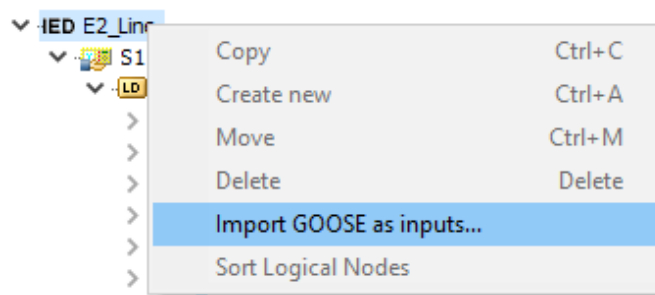 IED E2_Line
S1
LD
Copy Ctrl+C
Create new Ctrl+A
Move Ctrl+M
Delete Delete
Import GOOSE as inputs...
Sort Logical Nodes